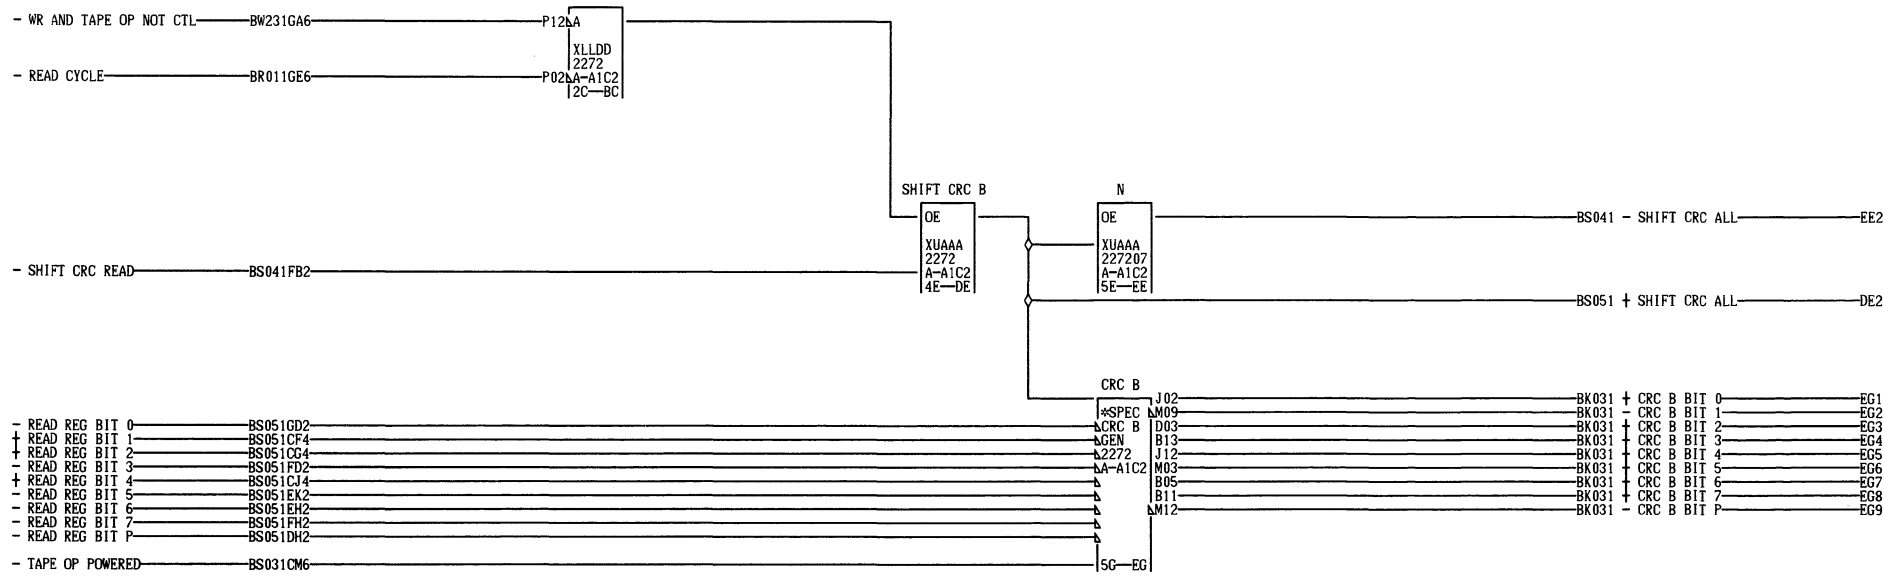 - WR AND TAPE OP NOT CTL BW231GA6 P12 A
XLLDD
2272
- READ CYCLE BR011GE6 P02 A-A1C2
2C BC
SHIFT CRC B N
OE OE BS041 - SHIFT CRC ALL EE2
XUAAA XUAAA
2272 227207
- SHIFT CRC READ BS041FB2 A-A1C2 A-A1C2
4E DE 5E EE
BS051 + SHIFT CRC ALL DE2
CRC B
J02 BK031 + CRC B BIT 0 EG1
*SPEC M09 BK031 - CRC B BIT 1 EG2
- READ REG BIT 0 BS051GD2 CRC B D03 BK031 + CRC B BIT 2 EG3
+ READ REG BIT 1 BS051CF4 GEN B13 BK031 + CRC B BIT 3 EG4
+ READ REG BIT 2 BS051CG4 2272 J12 BK031 + CRC B BIT 4 EG5
- READ REG BIT 3 BS051FD2 A-A1C2 M03 BK031 + CRC B BIT 5 EG6
+ READ REG BIT 4 BS051CJ4 B05 BK031 + CRC B BIT 6 EG7
- READ REG BIT 5 BS051EK2 B11 BK031 + CRC B BIT 7 EG8
- READ REG BIT 6 BS051EH2 M12 BK031 - CRC B BIT P EG9
- READ REG BIT 7 BS051FH2
- READ REG BIT P BS051DH2
- TAPE OP POWERED BS031CM6 5G EG